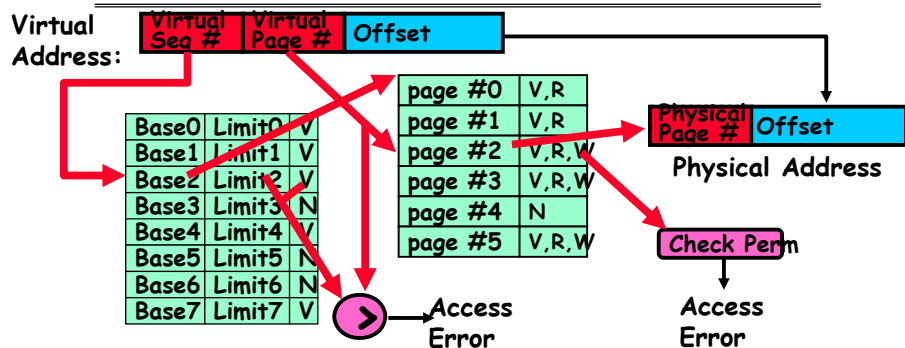 Virtual
Address:
Virtual
Seg #
Virtual
Page #
Offset
page #0 V,R
page #1 V,R
page #2 V,R,W
page #3 V,R,W
page #4 N
page #5 V,R,W
Base0 Limit0 V
Base1 Limit1 V
Base2 Limit2 V
Base3 Limit3 N
Base4 Limit4 V
Base5 Limit5 N
Base6 Limit6 N
Base7 Limit7 V
>
Access
Error
Physical
Page #
Offset
Physical Address
Check Perm
Access
Error